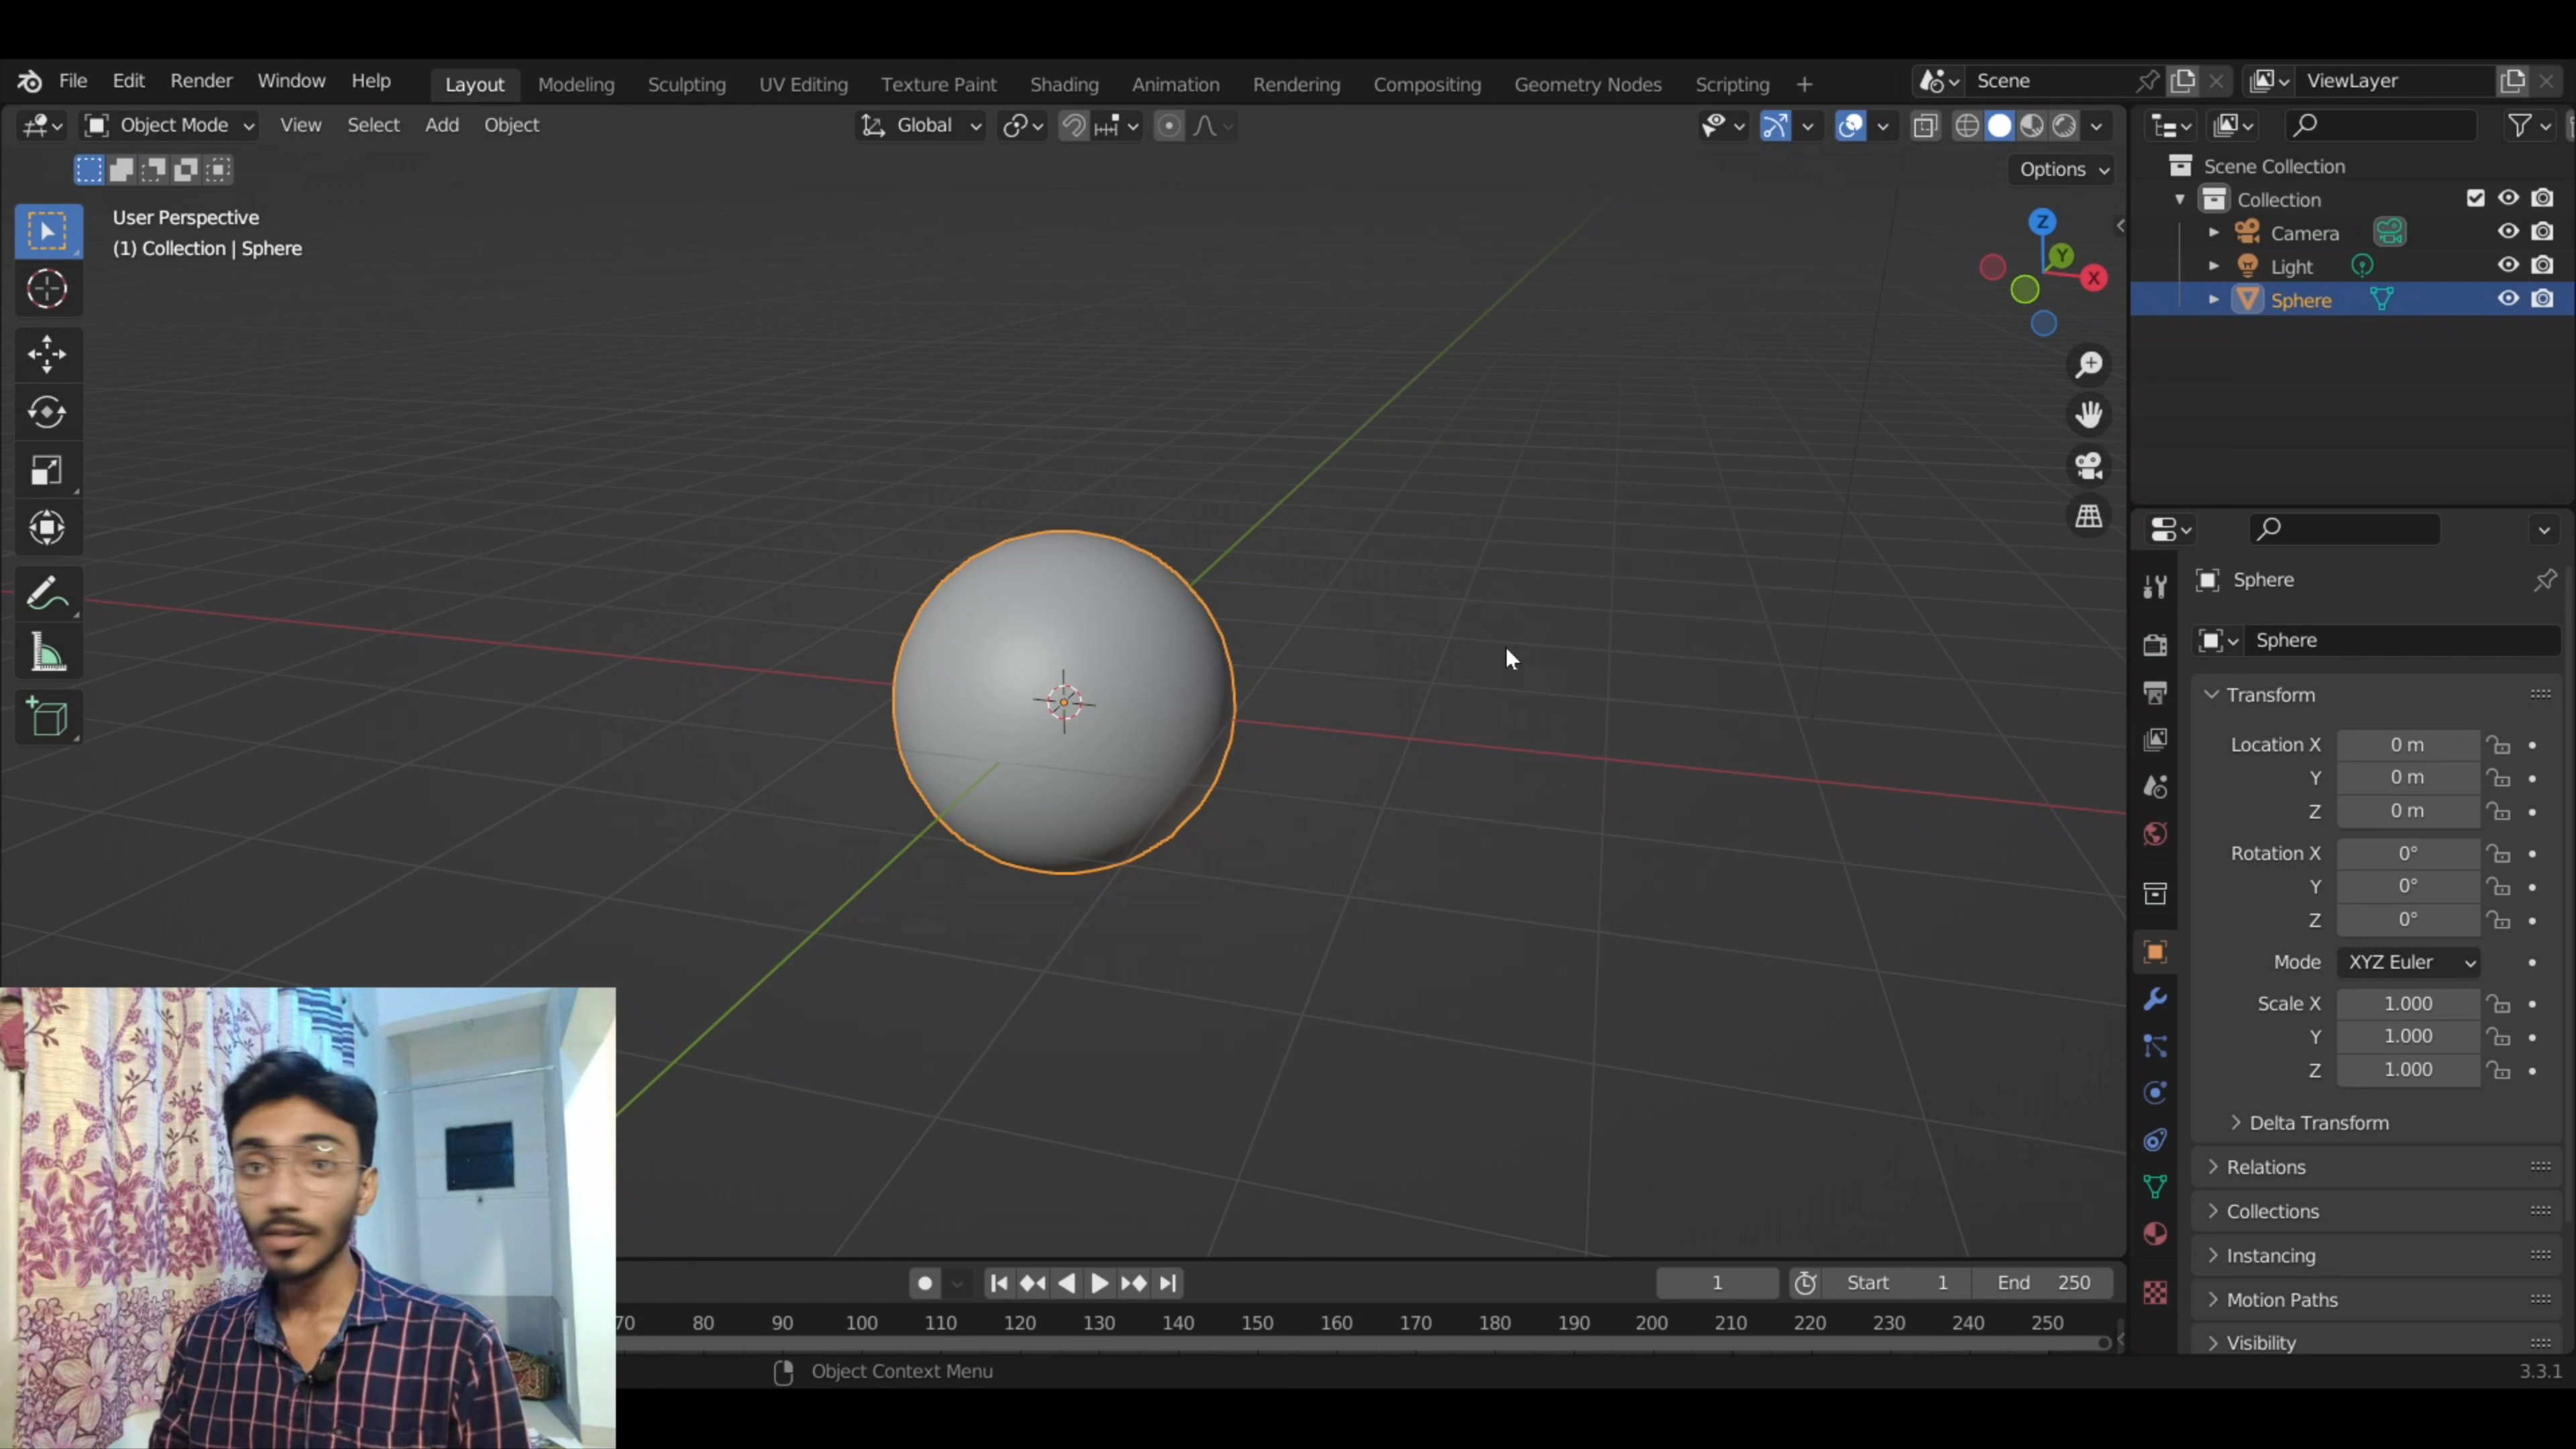 File Edit Render Window Help Layout Modeling Sculpting UV Editing Texture Paint Shading Animation Rendering Compositing Geometry Nodes Scripting + Scene ViewLayer
Object Mode View Select Add Object Global
Options
User Perspective
(1) Collection | Sphere
Z
Y
X
Scene Collection
Collection
Camera
Light
Sphere
Sphere
Sphere
Transform
Location X 0 m
Y 0 m
Z 0 m
Rotation X 0°
Y 0°
Z 0°
Mode XYZ Euler
Scale X 1.000
Y 1.000
Z 1.000
Delta Transform
Relations
Collections
Instancing
Motion Paths
Visibility
1 Start 1 End 250
70 80 90 100 110 120 130 140 150 160 170 180 190 200 210 220 230 240 250
Object Context Menu
3.3.1